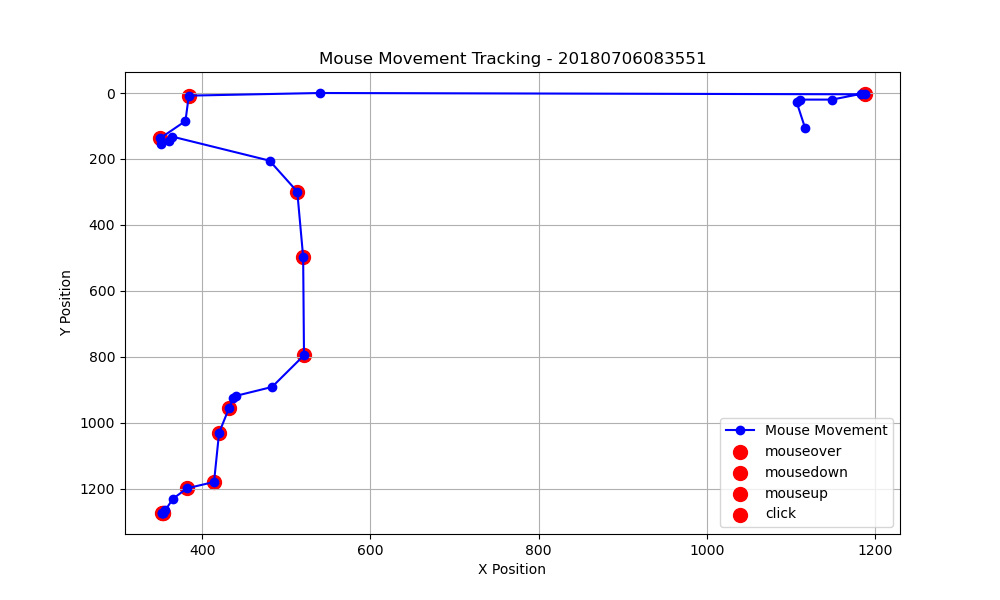 Mouse Movement Tracking - 20180706083551
Y Position
0
200
400
600
800
1000
1200
400
600
800
1000
1200
X Position
Mouse Movement
mouseover
mousedown
mouseup
click